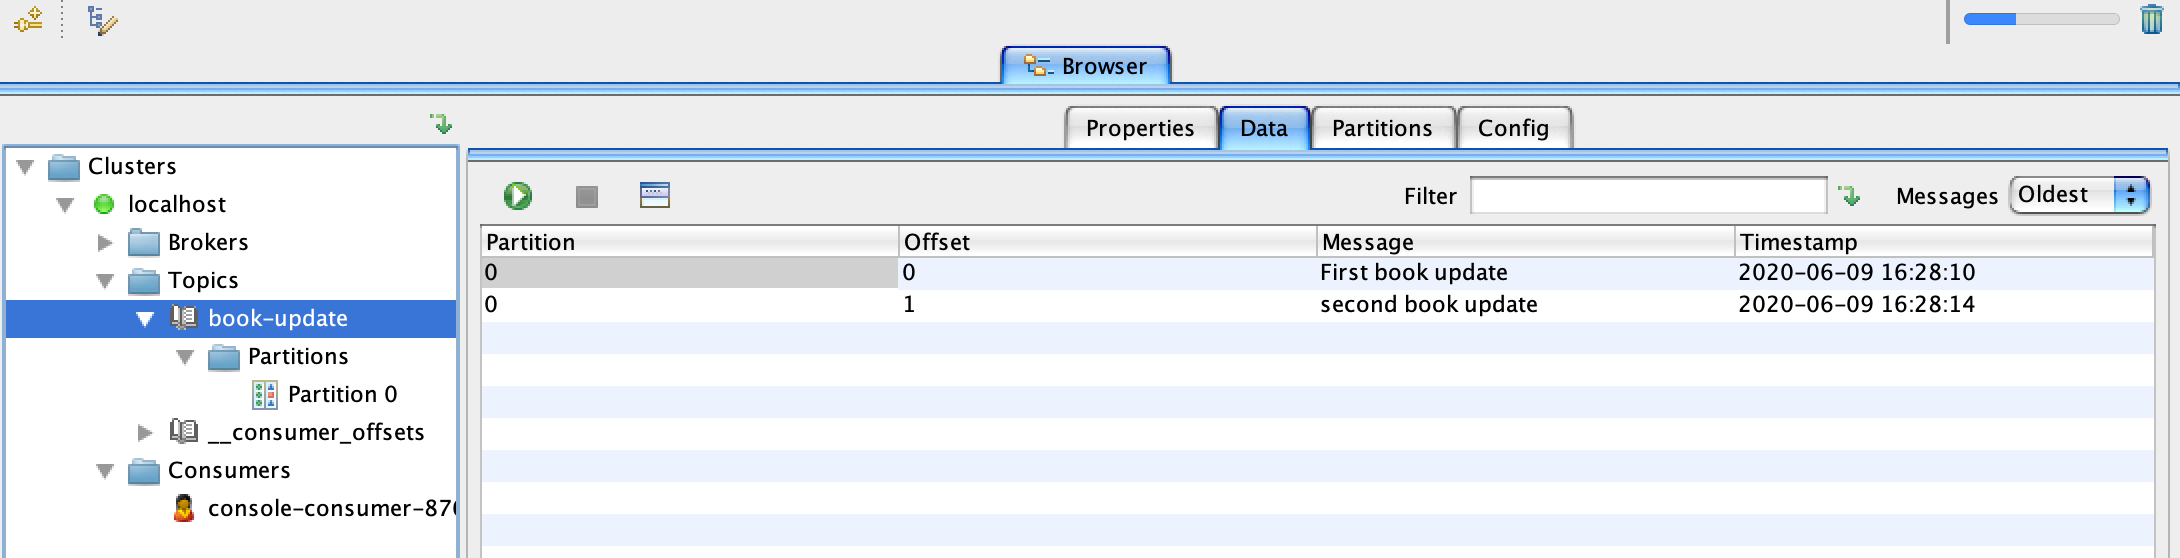 Browser
Properties Data Partitions Config
Clusters
localhost
Brokers
Topics
book-update
Partitions
Partition 0
__consumer_offsets
Consumers
console-consumer-87
Filter Messages Oldest
Partition Offset Message Timestamp
0 0 First book update 2020-06-09 16:28:10
0 1 second book update 2020-06-09 16:28:14